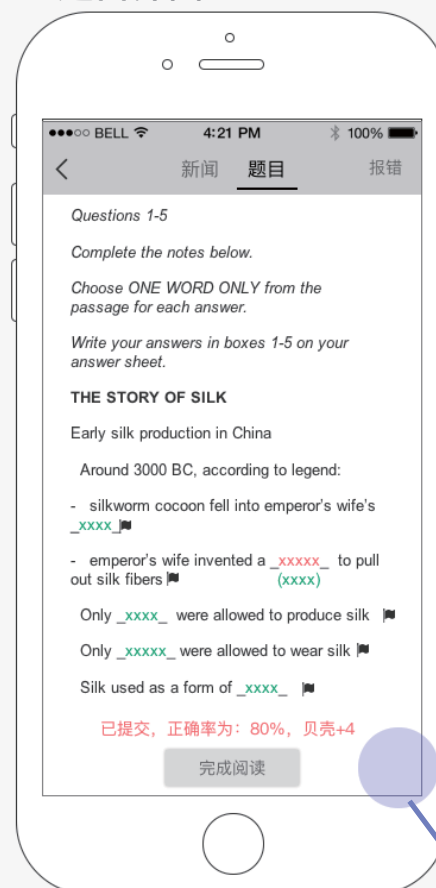 ●●●○○ BELL 4:21 PM 100%
新闻 题目 报错
Questions 1-5
Complete the notes below.
Choose ONE WORD ONLY from the
passage for each answer.
Write your answers in boxes 1-5 on your
answer sheet.
THE STORY OF SILK
Early silk production in China
Around 3000 BC, according to legend:
- silkworm cocoon fell into emperor's wife's
_xxxx_
- emperor's wife invented a _xxxxx_ to pull
out silk fibers (xxxx)
Only _xxxx_ were allowed to produce silk
Only _xxxxx_ were allowed to wear silk
Silk used as a form of _xxxx_
已提交，正确率为：80%，贝壳+4
完成阅读